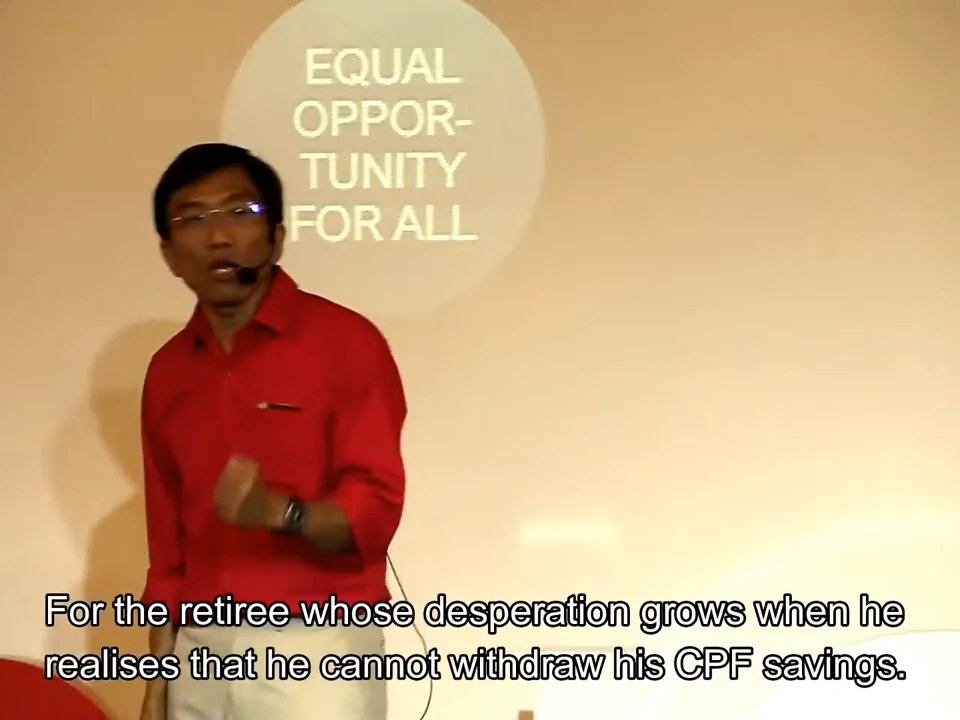 EQUAL
OPPOR-
TUNITY
FOR ALL
For the retiree whose desperation grows when he
realises that he cannot withdraw his CPF savings.